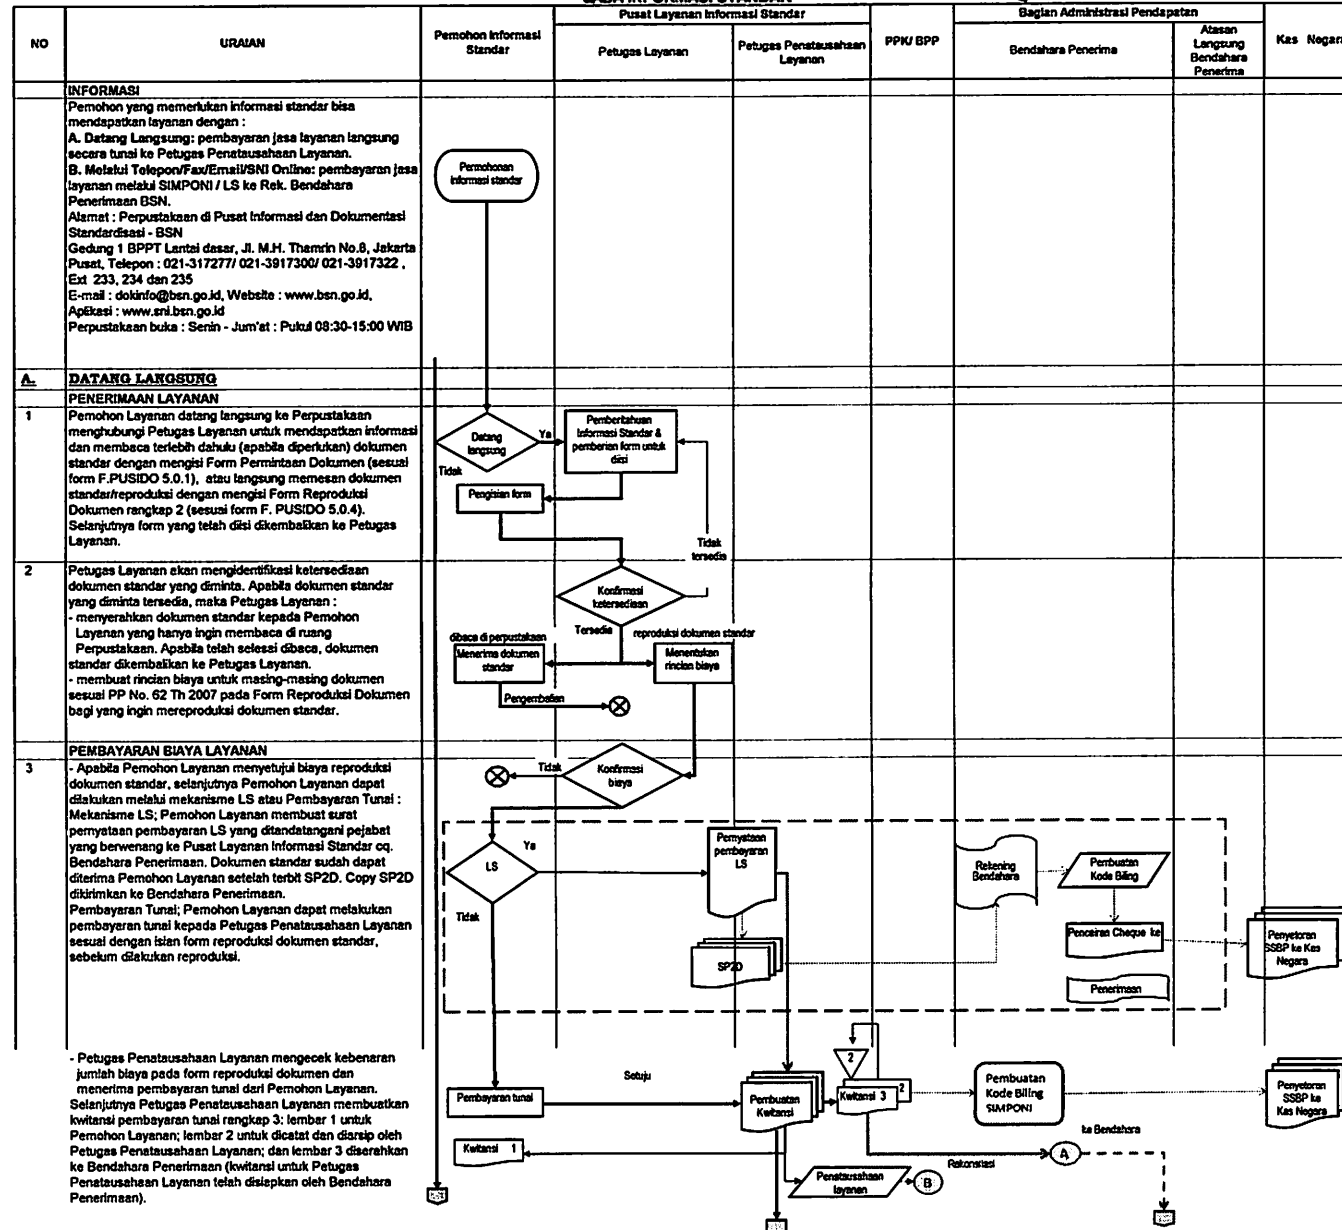 NO
URAIAN
Pemohon Informasi
Standar
Pusat Layanan Informasi Standar
Petugas Layanan
Petugas Penatausahaan
Layanan
PPK/ BPP
Bagian Administrasi Pendapatan
Bendahara Penerima
Atasan
Langsung
Bendahara
Penerima
Kas Negara
INFORMASI
Pemohon yang memerlukan informasi standar bisa
mendapatkan layanan dengan :
A. Datang Langsung: pembayaran jasa layanan langsung
secara tunai ke Petugas Penatausahaan Layanan.
B. Melalui Telepon/Fax/Email/SNI Online: pembayaran jasa
layanan melalui SIMPONI / LS ke Rek. Bendahara
Penerimaan BSN.
Alamat : Perpustakaan di Pusat Informasi dan Dokumentasi
Standardisasi - BSN
Gedung 1 BPPT Lantai dasar, Jl. M.H. Thamrin No.8, Jakarta
Pusat, Telepon : 021-317277/ 021-3917300/ 021-3917322 ,
Ext 233, 234 dan 235
E-mail : dokinfo@bsn.go.id, Website : www.bsn.go.id,
Aplikasi : www.sni.bsn.go.id
Perpustakaan buka : Senin - Jum'at : Pukul 08:30-15:00 WIB
Permohonan
informasi standar
A.
DATANG LANGSUNG
PENERIMAAN LAYANAN
1
Pemohon Layanan datang langsung ke Perpustakaan
menghubungi Petugas Layanan untuk mendapatkan informasi
dan membaca terlebih dahulu (apabila diperlukan) dokumen
standar dengan mengisi Form Permintaan Dokumen (sesuai
form F.PUSIDO 5.0.1), atau langsung memesan dokumen
standar/reproduksi dengan mengisi Form Reproduksi
Dokumen rangkap 2 (sesuai form F. PUSIDO 5.0.4).
Selanjutnya form yang telah diisi dikembalikan ke Petugas
Layanan.
Datang
langsung
Ya
Tidak
Pemberitahuan
Informasi Standar &
pemberian form untuk
diisi
Pengisian form
Tidak
tersedia
2
Petugas Layanan akan mengidentifikasi ketersediaan
dokumen standar yang diminta. Apabila dokumen standar
yang diminta tersedia, maka Petugas Layanan :
- menyerahkan dokumen standar kepada Pemohon
Layanan yang hanya ingin membaca di ruang
Perpustakaan. Apabila telah selesai dibaca, dokumen
standar dikembalikan ke Petugas Layanan.
- membuat rincian biaya untuk masing-masing dokumen
sesuai PP No. 62 Th 2007 pada Form Reproduksi Dokumen
bagi yang ingin mereproduksi dokumen standar.
Konfirmasi
ketersediaan
Tersedia
dibaca di perpustakaan
reproduksi dokumen standar
Menerima dokumen
standar
Menentukan
rincian biaya
Pengembalian
PEMBAYARAN BIAYA LAYANAN
3
- Apabila Pemohon Layanan menyetujui biaya reproduksi
dokumen standar, selanjutnya Pemohon Layanan dapat
dilakukan melalui mekanisme LS atau Pembayaran Tunai :
Mekanisme LS; Pemohon Layanan membuat surat
pernyataan pembayaran LS yang ditandatangani pejabat
yang berwenang ke Pusat Layanan Informasi Standar cq.
Bendahara Penerimaan. Dokumen standar sudah dapat
diterima Pemohon Layanan setelah terbit SP2D. Copy SP2D
dikirimkan ke Bendahara Penerimaan.
Pembayaran Tunai; Pemohon Layanan dapat melakukan
pembayaran tunai kepada Petugas Penatausahaan Layanan
sesuai dengan isian form reproduksi dokumen standar,
sebelum dilakukan reproduksi.
Tidak
Konfirmasi
biaya
LS
Ya
Tidak
Pernyataan
pembayaran
LS
SP2D
Rekening
Bendahara
Pembuatan
Kode Biling
Pencairan Cheque ke
Penerimaan
Penyetoran
SSBP ke Kas
Negara
- Petugas Penatausahaan Layanan mengecek kebenaran
jumlah biaya pada form reproduksi dokumen dan
menerima pembayaran tunai dari Pemohon Layanan.
Selanjutnya Petugas Penatausahaan Layanan membuatkan
kwitansi pembayaran tunai rangkap 3: lembar 1 untuk
Pemohon Layanan; lembar 2 untuk dicatat dan diarsip oleh
Petugas Penatausahaan Layanan; dan lembar 3 diserahkan
ke Bendahara Penerimaan (kwitansi untuk Petugas
Penatausahaan Layanan telah disiapkan oleh Bendahara
Penerimaan).
Setuju
Pembayaran tunai
Pembuatan
Kwitansi
2
Kwitansi 3
2
Pembuatan
Kode Biling
SIMPONI
Penyetoran
SSBP ke
Kas Negara
Kwitansi 1
Rekonsiliasi
ke Bendahara
A
Penatausahaan
layanan
B